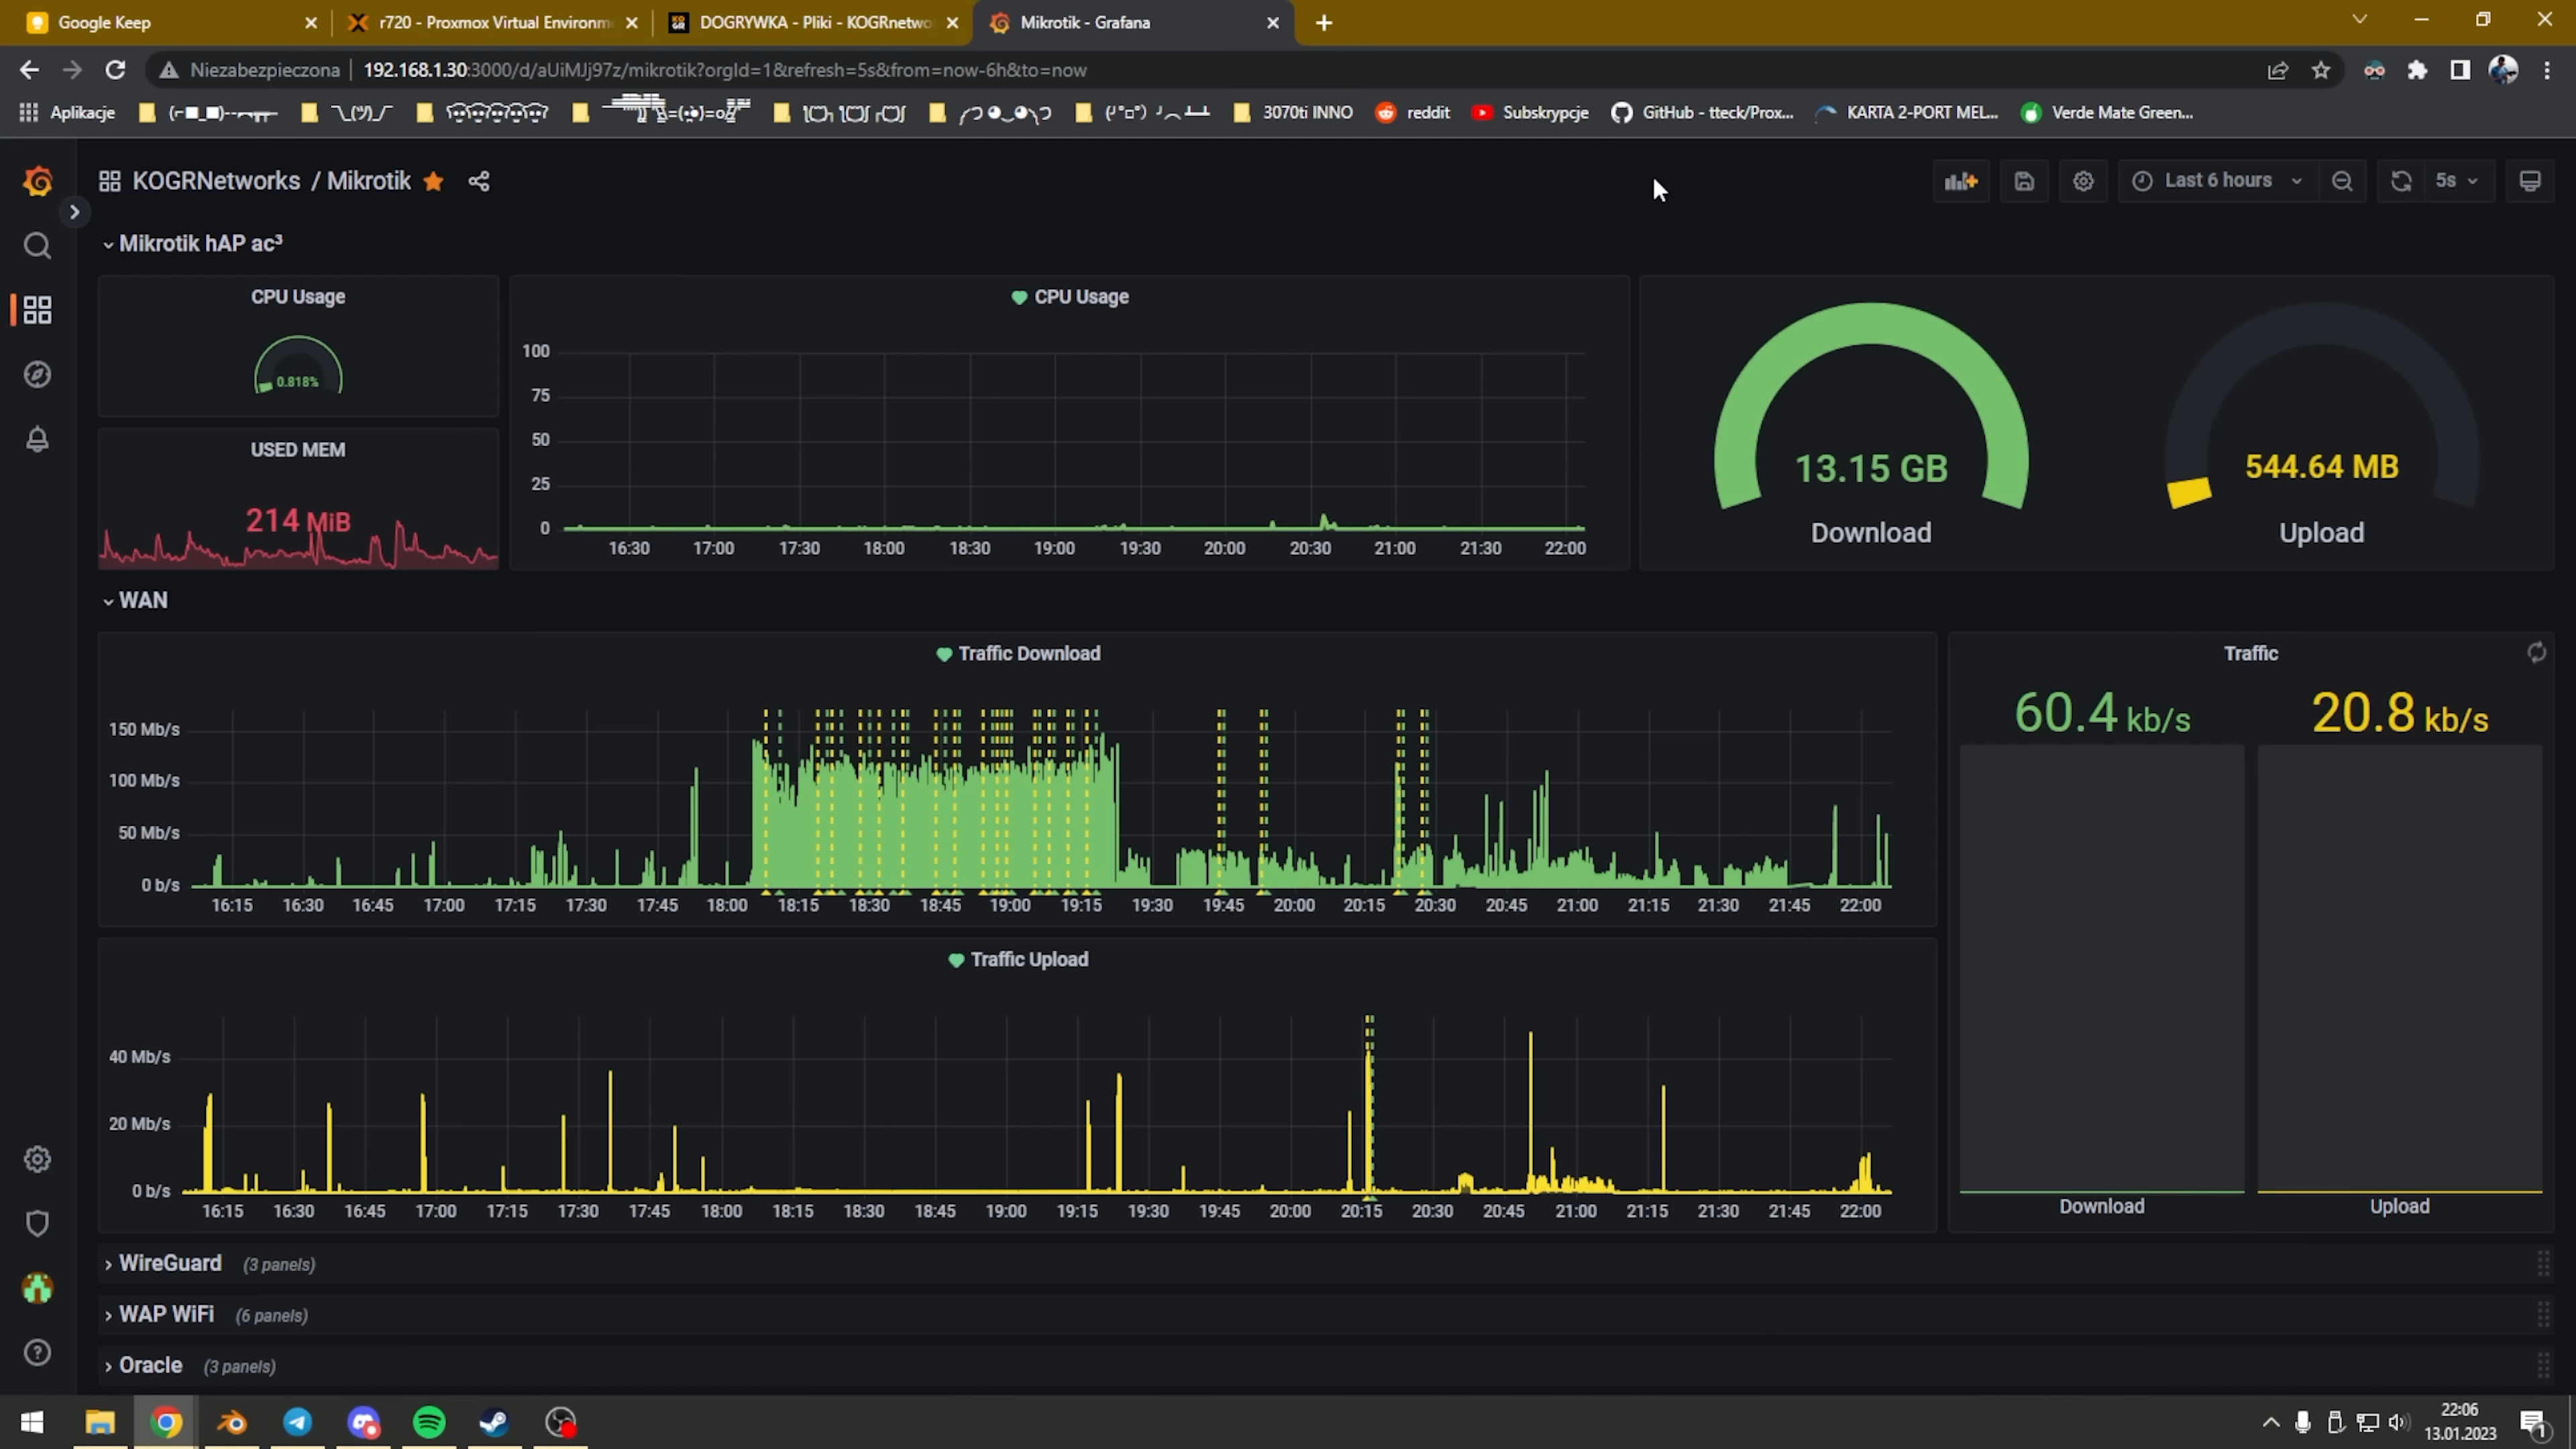 Google Keep
r720 - Proxmox Virtual Environm
DOGRYWKA - Pliki - KOGRnetwo
Mikrotik - Grafana
Niezabezpieczona
192.168.1.30:3000/d/aUiMJj97z/mikrotik?orgId=1&refresh=5s&from=now-6h&to=now
Aplikacje
¯\_(ツ)_/¯
3070ti INNO
reddit
Subskrypcje
GitHub - tteck/Prox...
KARTA 2-PORT MEL...
Verde Mate Green...
KOGRNetworks / Mikrotik
Last 6 hours
5s
Mikrotik hAP ac³
CPU Usage
0.818%
USED MEM
214 MiB
CPU Usage
100
75
50
25
0
16:30 17:00 17:30 18:00 18:30 19:00 19:30 20:00 20:30 21:00 21:30 22:00
13.15 GB
Download
544.64 MB
Upload
WAN
Traffic Download
150 Mb/s
100 Mb/s
50 Mb/s
0 b/s
16:15 16:30 16:45 17:00 17:15 17:30 17:45 18:00 18:15 18:30 18:45 19:00 19:15 19:30 19:45 20:00 20:15 20:30 20:45 21:00 21:15 21:30 21:45 22:00
Traffic Upload
40 Mb/s
20 Mb/s
0 b/s
16:15 16:30 16:45 17:00 17:15 17:30 17:45 18:00 18:15 18:30 18:45 19:00 19:15 19:30 19:45 20:00 20:15 20:30 20:45 21:00 21:15 21:30 21:45 22:00
Traffic
60.4 kb/s
20.8 kb/s
Download
Upload
WireGuard (3 panels)
WAP WiFi (6 panels)
Oracle (3 panels)
22:06
13.01.2023
1